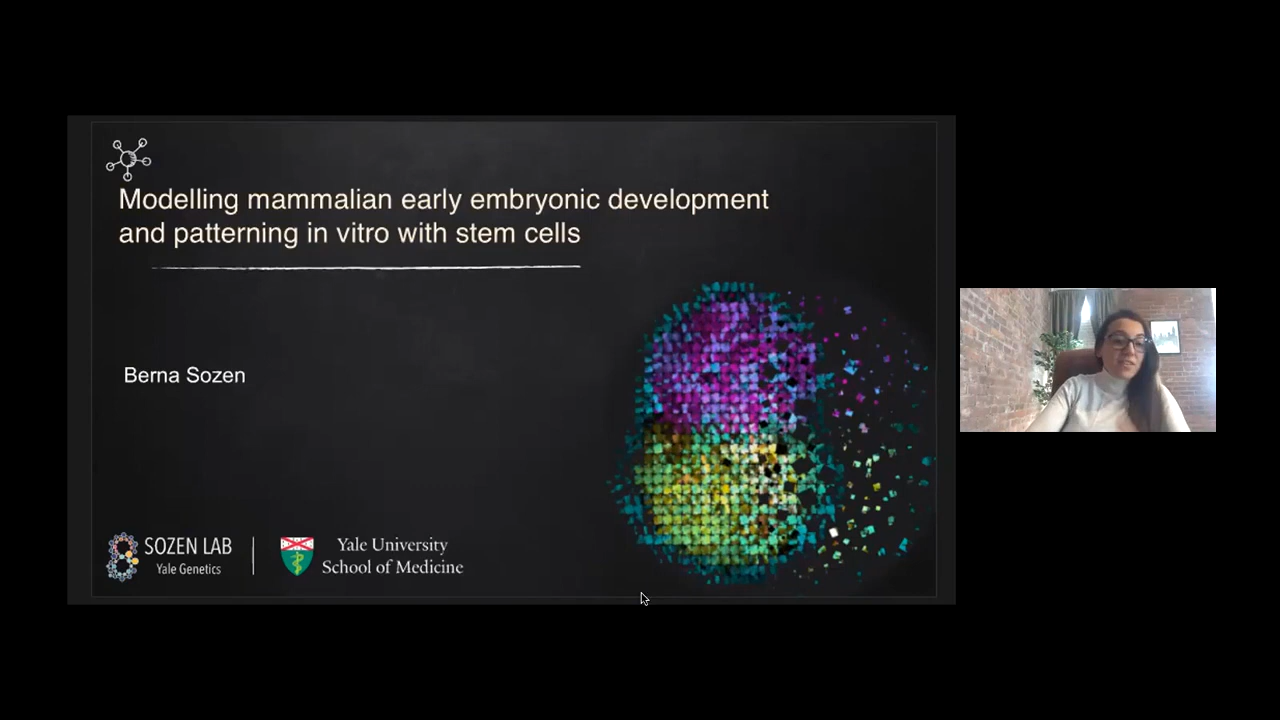 Modelling mammalian early embryonic development
and patterning in vitro with stem cells
Berna Sozen
SOZEN LAB
Yale Genetics
Yale University
School of Medicine